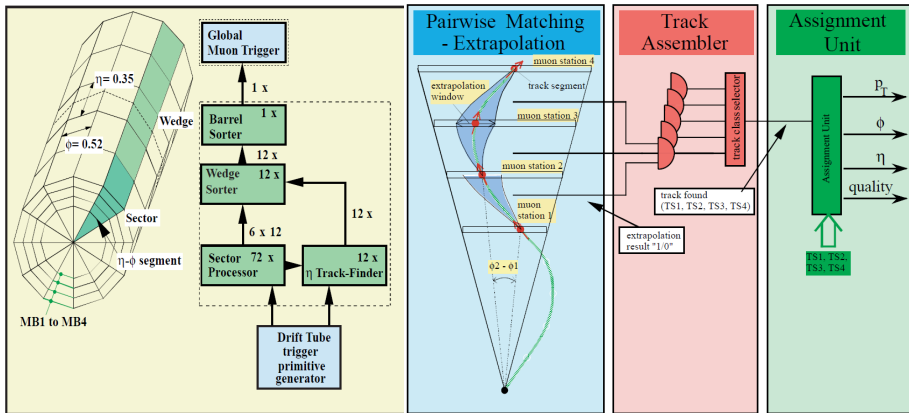 Global
Muon Trigger
1 x
Barrel
Sorter
1 x
12 x
Wedge
Sorter
12 x
6 x 12
12 x
Sector
Processor
72 x
12 x
η Track-Finder
Drift Tube
trigger
primitive
generator
η= 0.35
Wedge
ϕ= 0.52
Sector
η-ϕ segment
MB1 to MB4
Pairwise Matching
- Extrapolation
muon station 4
track segment
extrapolation
window
muon station 3
muon station 2
muon
station 1
ϕ2 - ϕ1
extrapolation
result "1/0"
Track
Assembler
track class selector
track found
(TS1, TS2, TS3, TS4)
Assignment
Unit
Assignment Unit
pT
ϕ
η
quality
TS1, TS2,
TS3, TS4